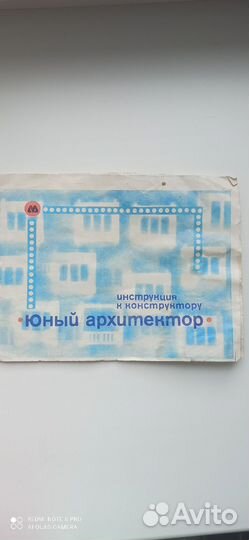 М
инструкция
к конструктору
Юный архитектор
REDMI NOTE 8 PRO
AI QUAD CAMERA
Avito